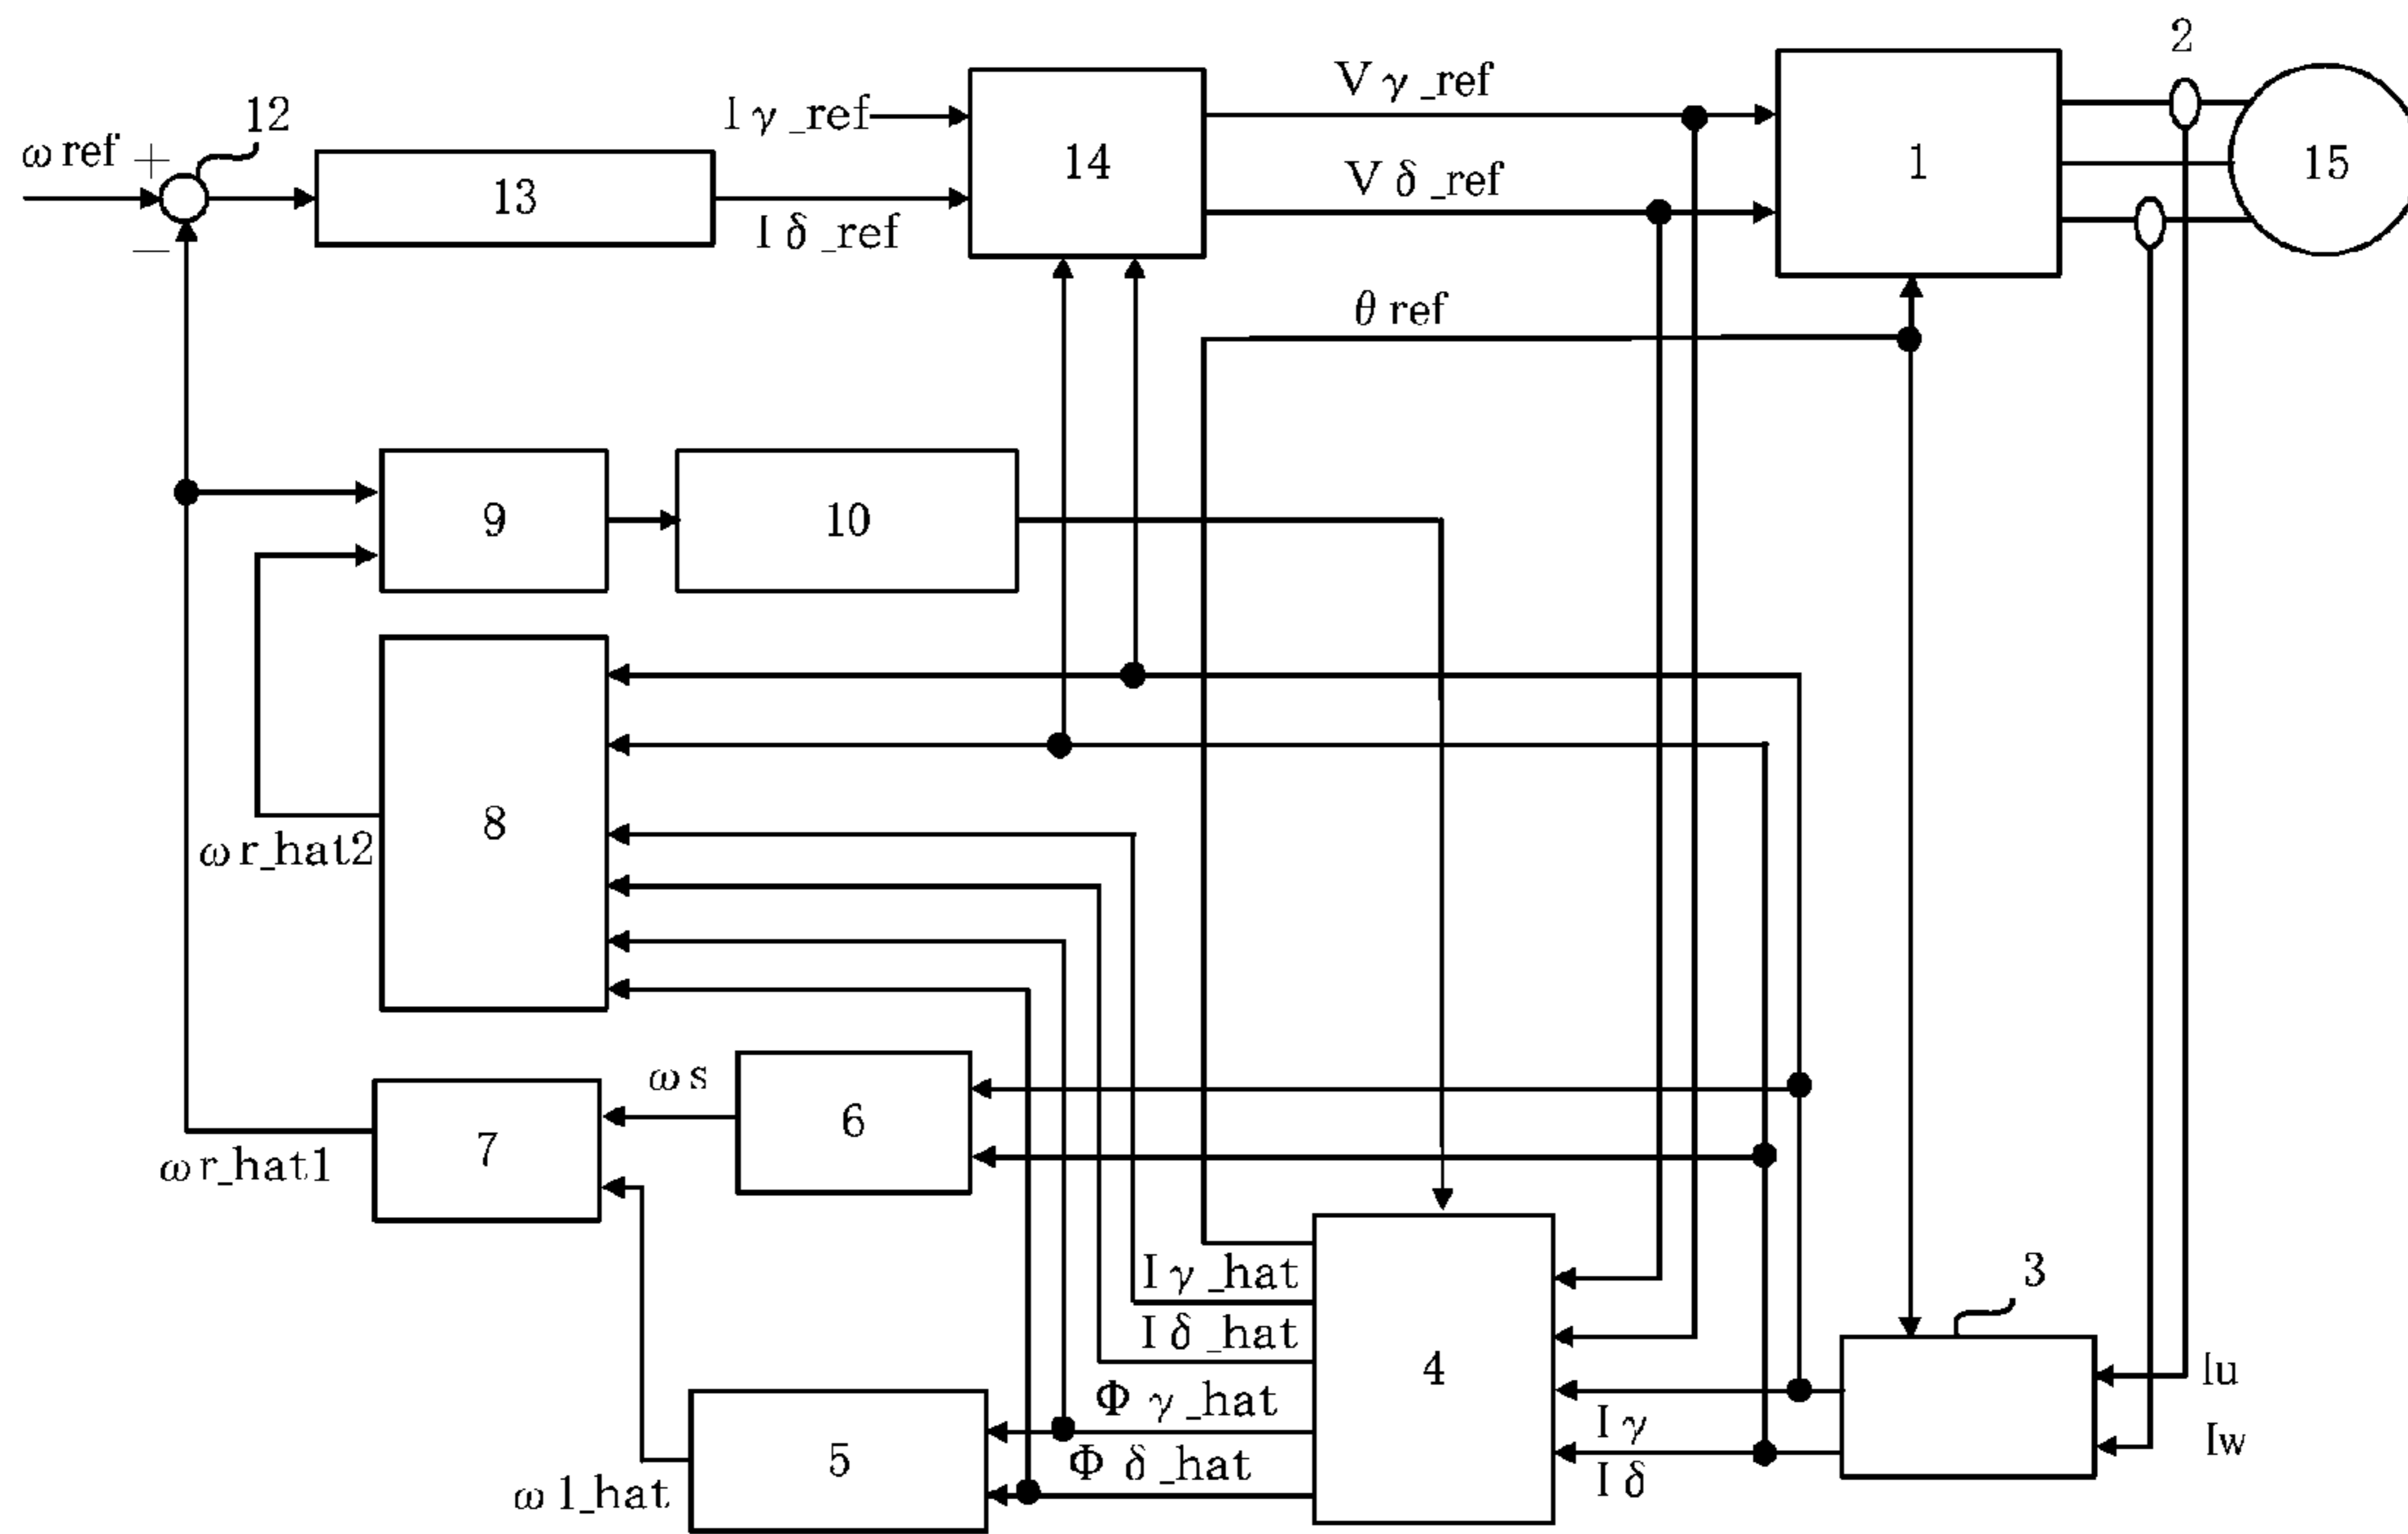 2
12
ω ref +
−
13
I γ _ref
I δ _ref
14
V γ _ref
V δ _ref
1
15
θ ref
9
10
8
ω r_hat2
ω s
6
7
ω r_hat1
I γ _hat
I δ _hat
Φ γ _hat
Φ δ _hat
4
3
Iu
Iw
I γ
I δ
5
ω 1_hat